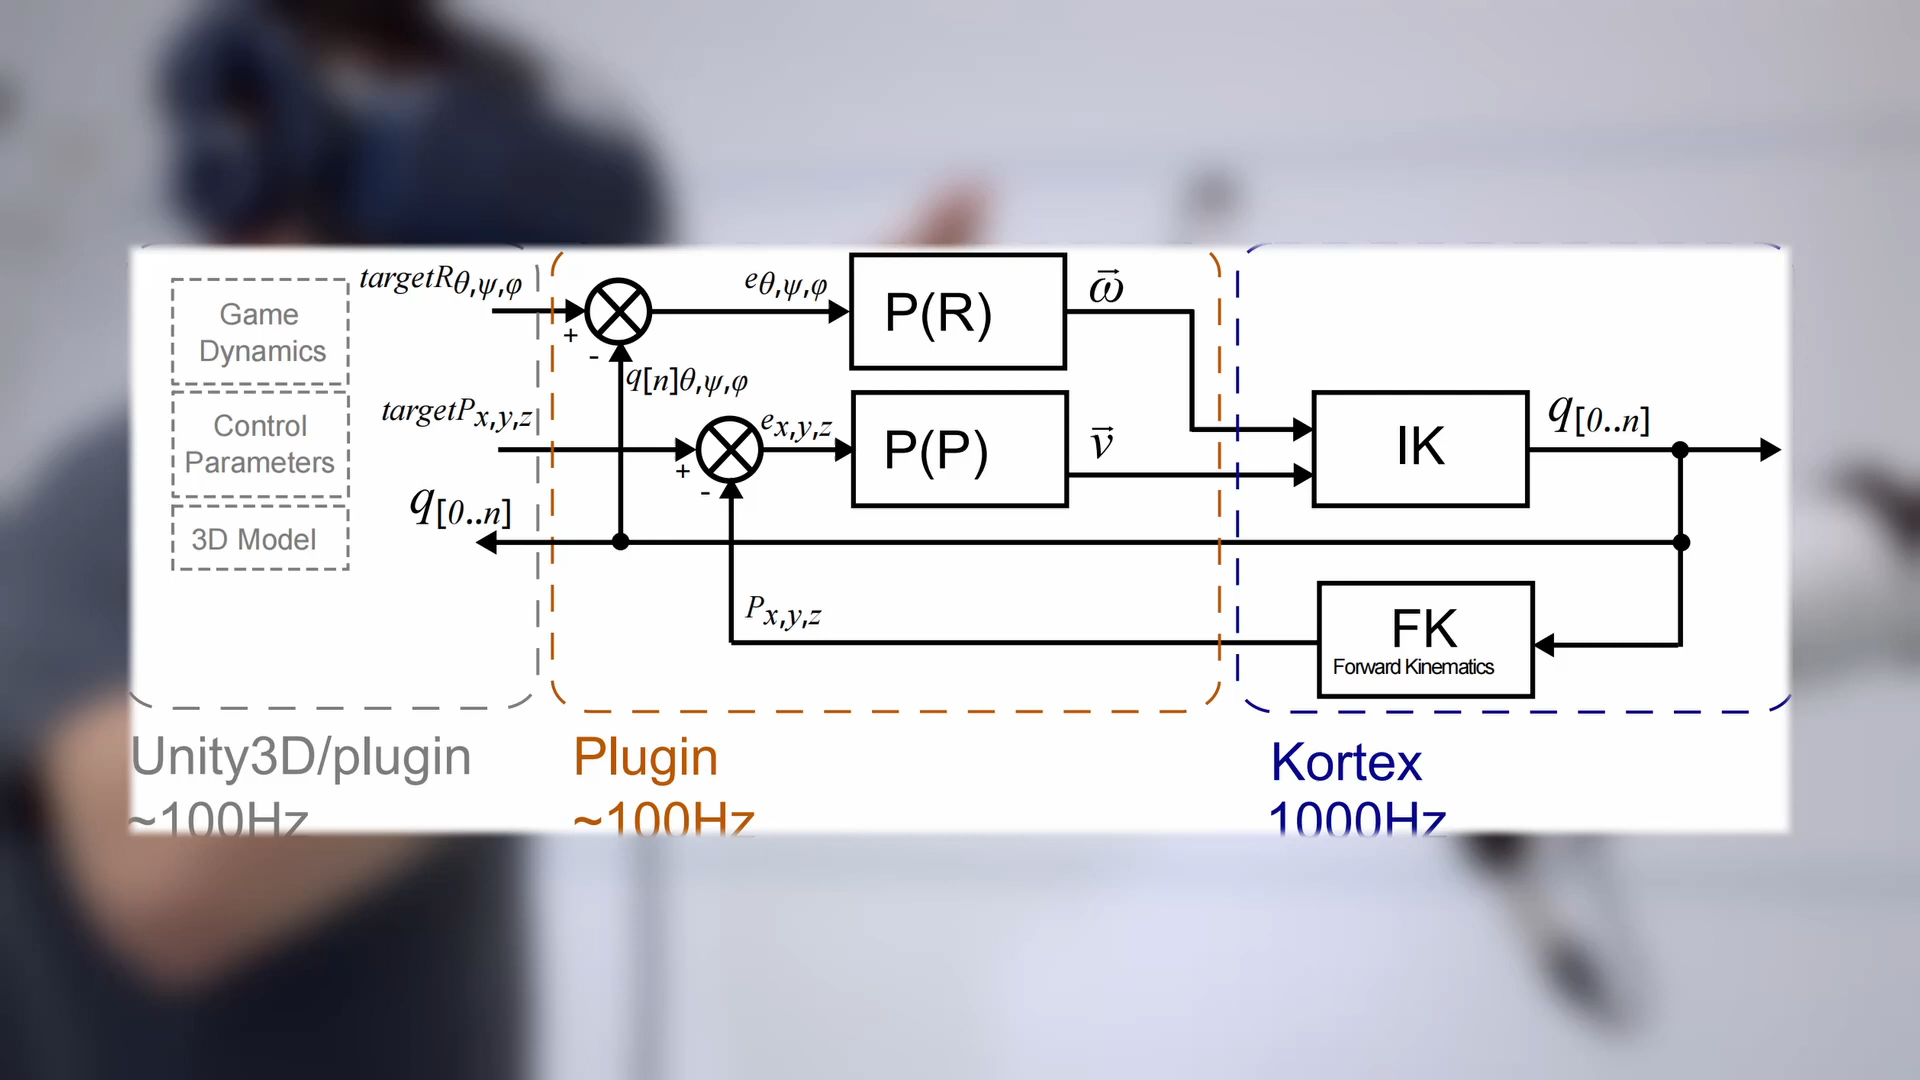 Game
Dynamics
Control
Parameters
3D Model
targetRθ,ψ,φ
targetPx,y,z
q[0..n]
+
-
q[n]θ,ψ,φ
+
-
eθ,ψ,φ
ex,y,z
P(R)
P(P)
ω⃗
v⃗
Px,y,z
IK
q[0..n]
FK
Forward Kinematics
Unity3D/plugin
~100Hz
Plugin
~100Hz
Kortex
1000Hz